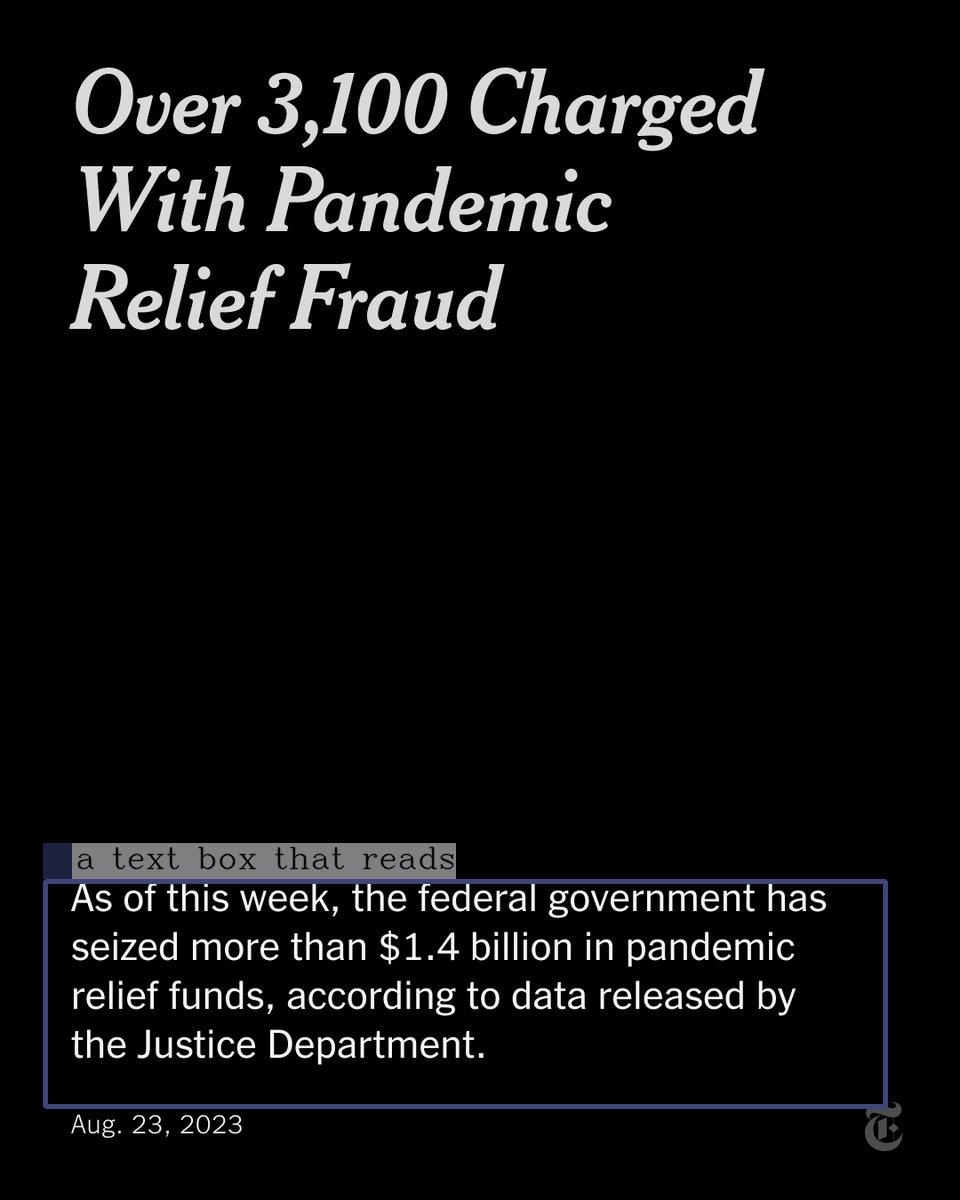 Over 3,100 Charged
With Pandemic
Relief Fraud
a text box that reads
As of this week, the federal government has
seized more than $1.4 billion in pandemic
relief funds, according to data released by
the Justice Department.
Aug. 23, 2023
T